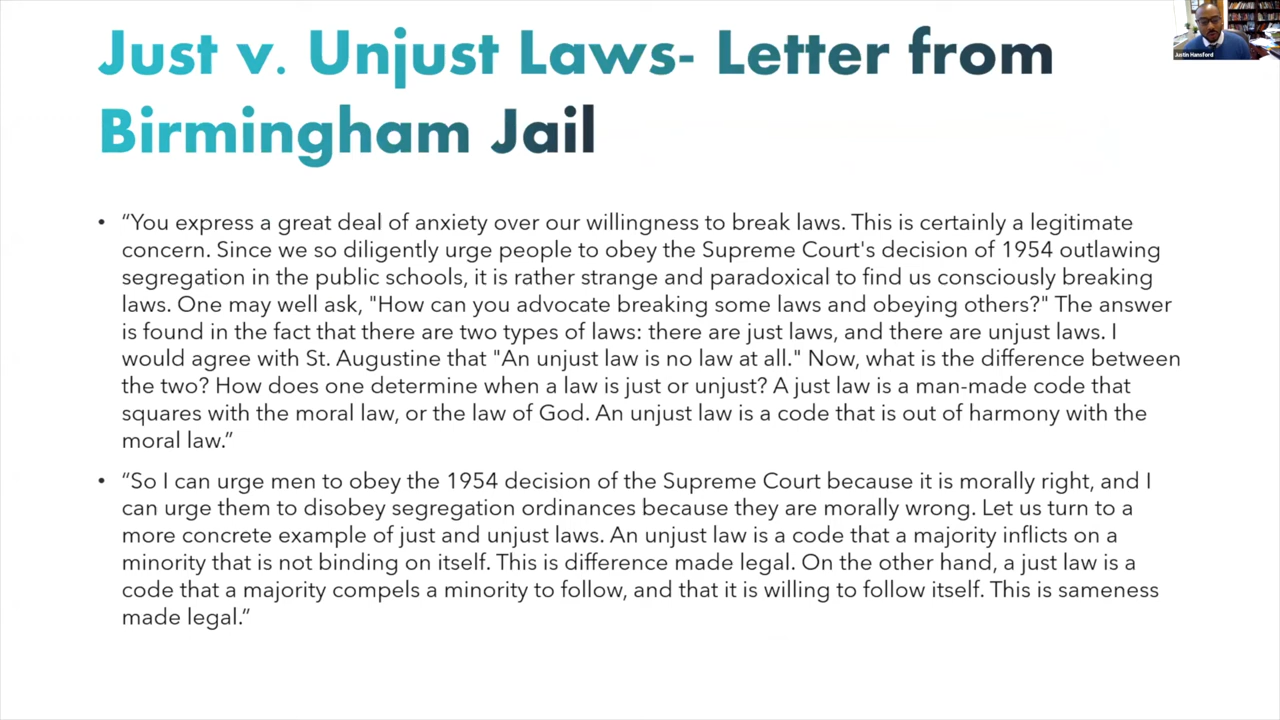 Just v. Unjust Laws- Letter from
Birmingham Jail
Justin Hansford
• “You express a great deal of anxiety over our willingness to break laws. This is certainly a legitimate
concern. Since we so diligently urge people to obey the Supreme Court's decision of 1954 outlawing
segregation in the public schools, it is rather strange and paradoxical to find us consciously breaking
laws. One may well ask, "How can you advocate breaking some laws and obeying others?" The answer
is found in the fact that there are two types of laws: there are just laws, and there are unjust laws. I
would agree with St. Augustine that "An unjust law is no law at all." Now, what is the difference between
the two? How does one determine when a law is just or unjust? A just law is a man-made code that
squares with the moral law, or the law of God. An unjust law is a code that is out of harmony with the
moral law.”
• “So I can urge men to obey the 1954 decision of the Supreme Court because it is morally right, and I
can urge them to disobey segregation ordinances because they are morally wrong. Let us turn to a
more concrete example of just and unjust laws. An unjust law is a code that a majority inflicts on a
minority that is not binding on itself. This is difference made legal. On the other hand, a just law is a
code that a majority compels a minority to follow, and that it is willing to follow itself. This is sameness
made legal.”